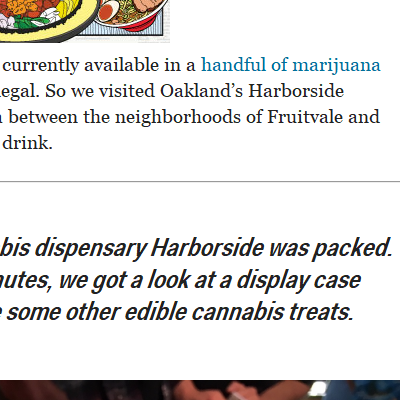 currently available in a handful of marijuana
egal. So we visited Oakland's Harborside
between the neighborhoods of Fruitvale and
drink.
bis dispensary Harborside was packed.
nutes, we got a look at a display case
some other edible cannabis treats.